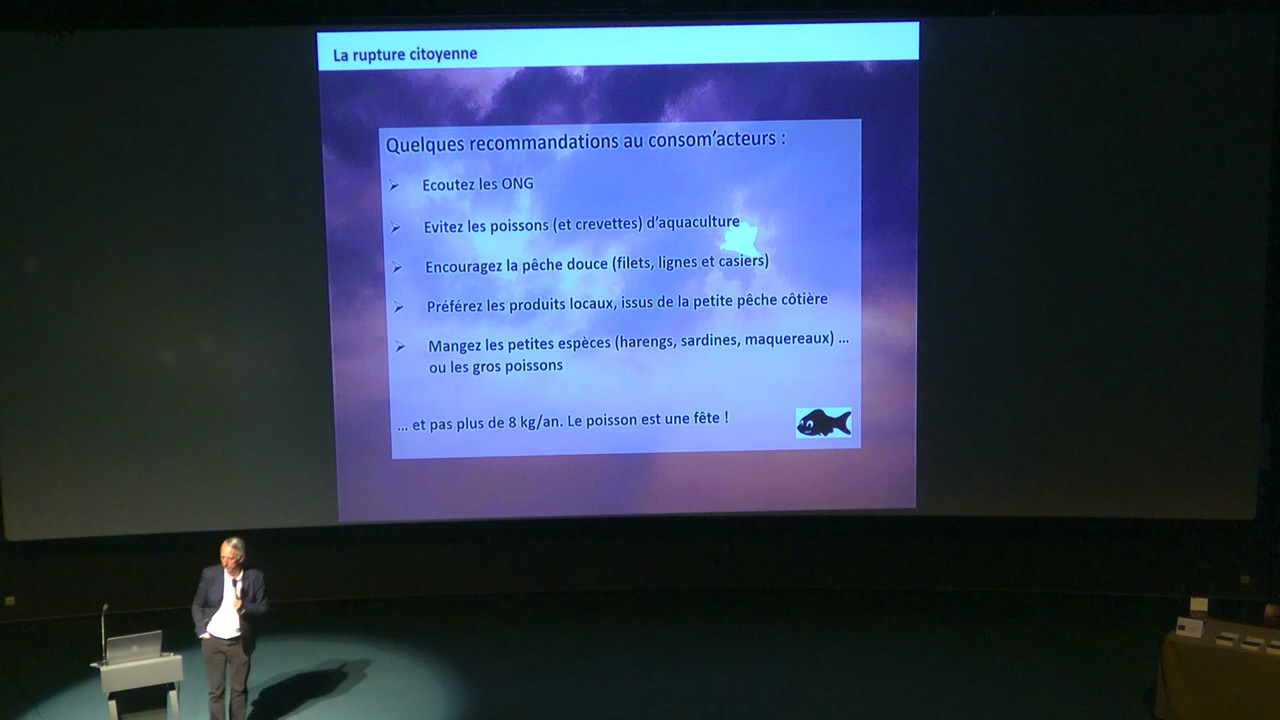 La rupture citoyenne
Quelques recommandations au consom'acteurs :
➢ Ecoutez les ONG
➢ Evitez les poissons (et crevettes) d'aquaculture
➢ Encouragez la pêche douce (filets, lignes et casiers)
➢ Préférez les produits locaux, issus de la petite pêche côtière
➢ Mangez les petites espèces (harengs, sardines, maquereaux) ...
ou les gros poissons
... et pas plus de 8 kg/an. Le poisson est une fête !